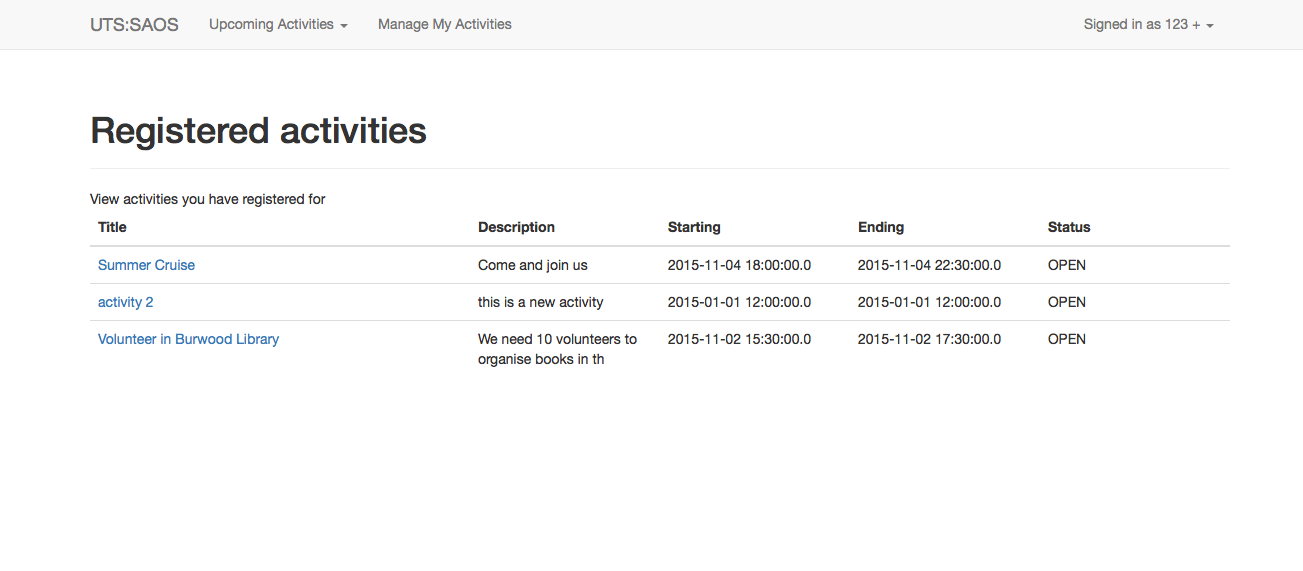 UTS:SAOS Upcoming Activities Manage My Activities Signed in as 123 +
Registered activities
View activities you have registered for
Title Description Starting Ending Status
Summer Cruise Come and join us 2015-11-04 18:00:00.0 2015-11-04 22:30:00.0 OPEN
activity 2 this is a new activity 2015-01-01 12:00:00.0 2015-01-01 12:00:00.0 OPEN
Volunteer in Burwood Library We need 10 volunteers to 2015-11-02 15:30:00.0 2015-11-02 17:30:00.0 OPEN
organise books in th